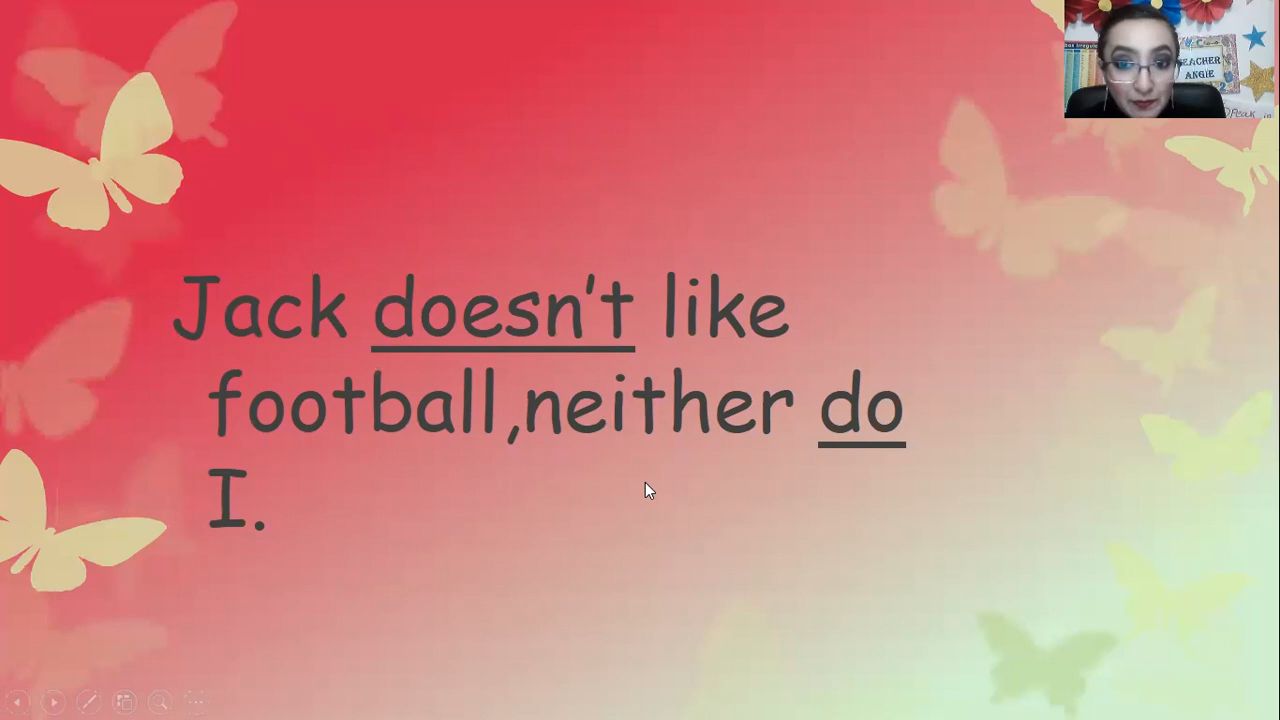 Jack doesn't like
football,neither do
I.
TEACHER
ANGIE